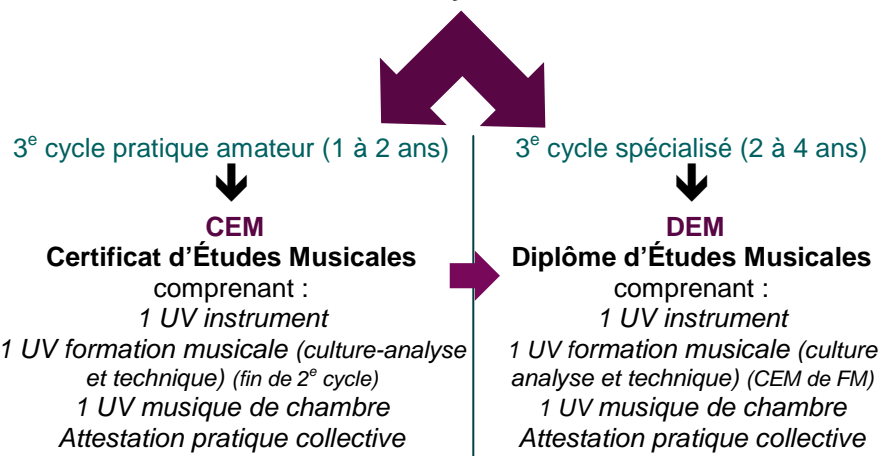 3e cycle pratique amateur (1 à 2 ans)
CEM
Certificat d'Études Musicales
comprenant :
1 UV instrument
1 UV formation musicale (culture-analyse
et technique) (fin de 2e cycle)
1 UV musique de chambre
Attestation pratique collective
3e cycle spécialisé (2 à 4 ans)
DEM
Diplôme d'Études Musicales
comprenant :
1 UV instrument
1 UV formation musicale (culture
analyse et technique) (CEM de FM)
1 UV musique de chambre
Attestation pratique collective